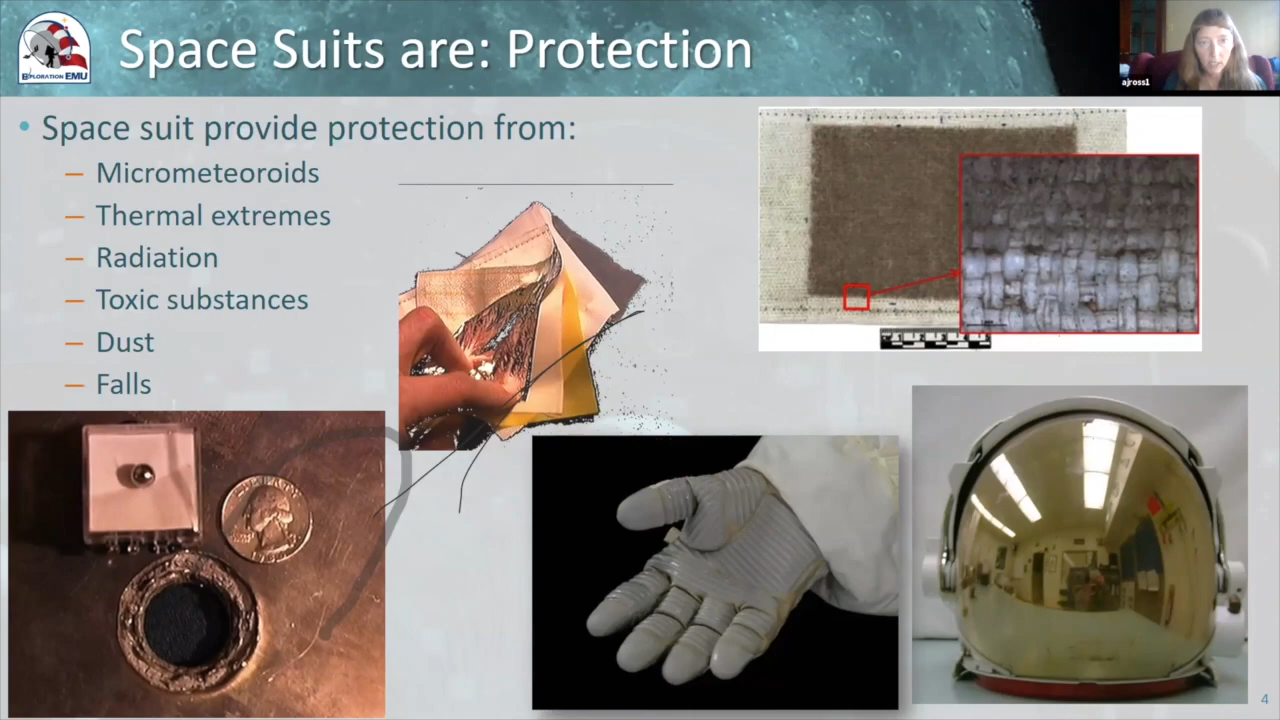 Space Suits are: Protection
EXPLORATION EMU
ajross1
• Space suit provide protection from:
– Micrometeoroids
– Thermal extremes
– Radiation
– Toxic substances
– Dust
– Falls
4